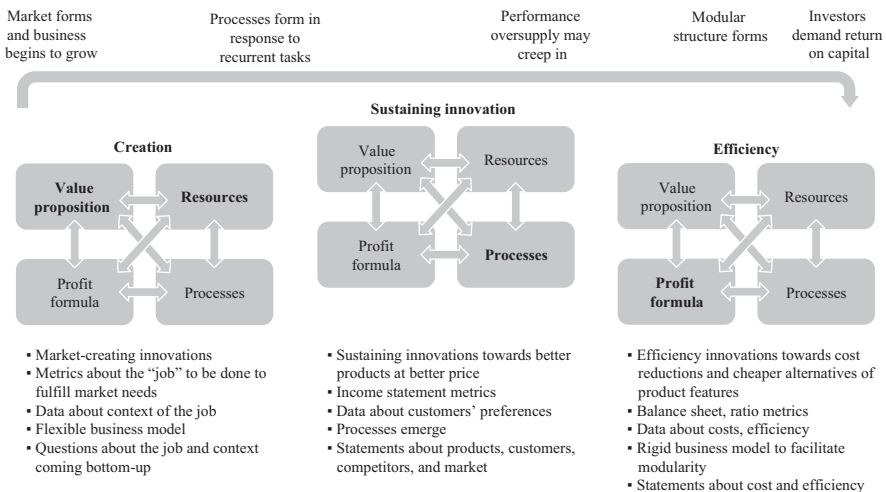 Market forms
and business
begins to grow
Processes form in
response to
recurrent tasks
Performance
oversupply may
creep in
Modular
structure forms
Investors
demand return
on capital
Creation
Value
proposition
Resources
Profit
formula
Processes
▪ Market-creating innovations
▪ Metrics about the “job” to be done to
fulfill market needs
▪ Data about context of the job
▪ Flexible business model
▪ Questions about the job and context
coming bottom-up
Sustaining innovation
Value
proposition
Resources
Profit
formula
Processes
▪ Sustaining innovations towards better
products at better price
▪ Income statement metrics
▪ Data about customers’ preferences
▪ Processes emerge
▪ Statements about products, customers,
competitors, and market
Efficiency
Value
proposition
Resources
Profit
formula
Processes
▪ Efficiency innovations towards cost
reductions and cheaper alternatives of
product features
▪ Balance sheet, ratio metrics
▪ Data about costs, efficiency
▪ Rigid business model to facilitate
modularity
▪ Statements about cost and efficiency